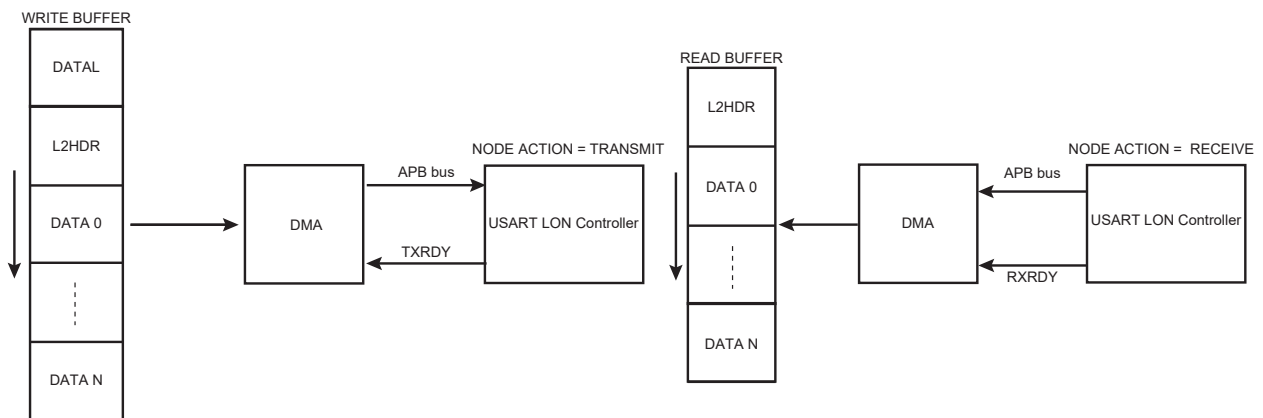 WRITE BUFFER
DATAL
L2HDR
DATA 0
DATA N
DMA
APB bus
TXRDY
NODE ACTION = TRANSMIT
USART LON Controller
READ BUFFER
L2HDR
DATA 0
DATA N
DMA
APB bus
RXRDY
NODE ACTION = RECEIVE
USART LON Controller